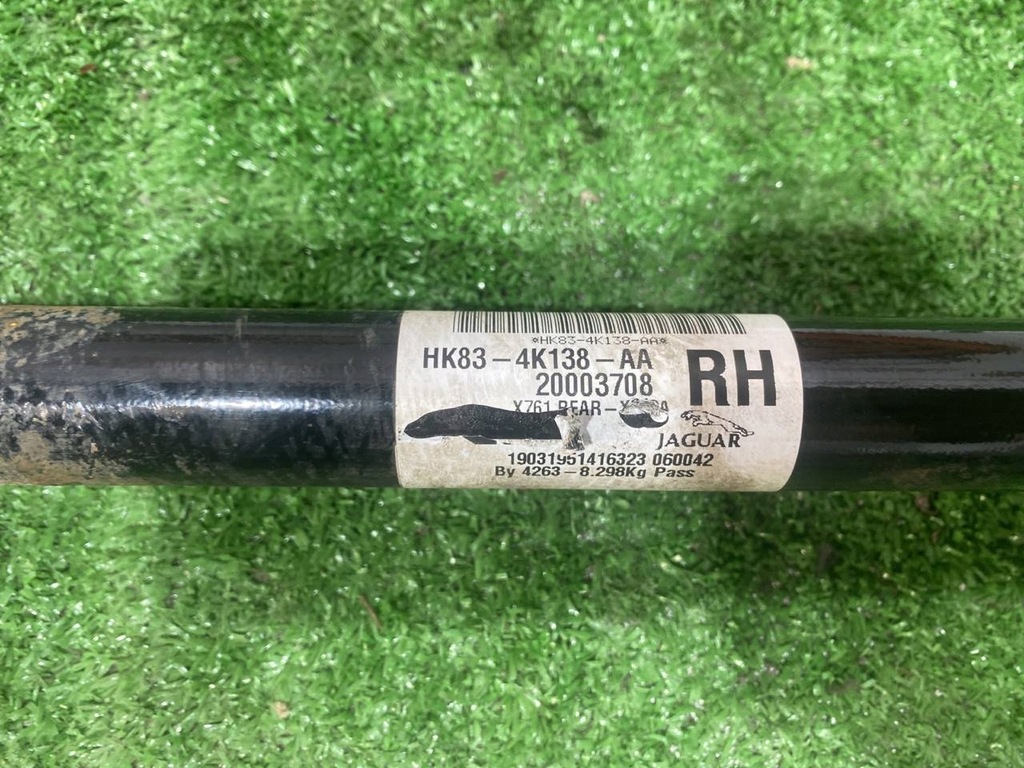 *HK83-4K138-AA*
HK83-4K138-AA
RH
20003708
X761 REAR-
JAGUAR
19031951416323 060042
By 4263-8.298Kg Pass